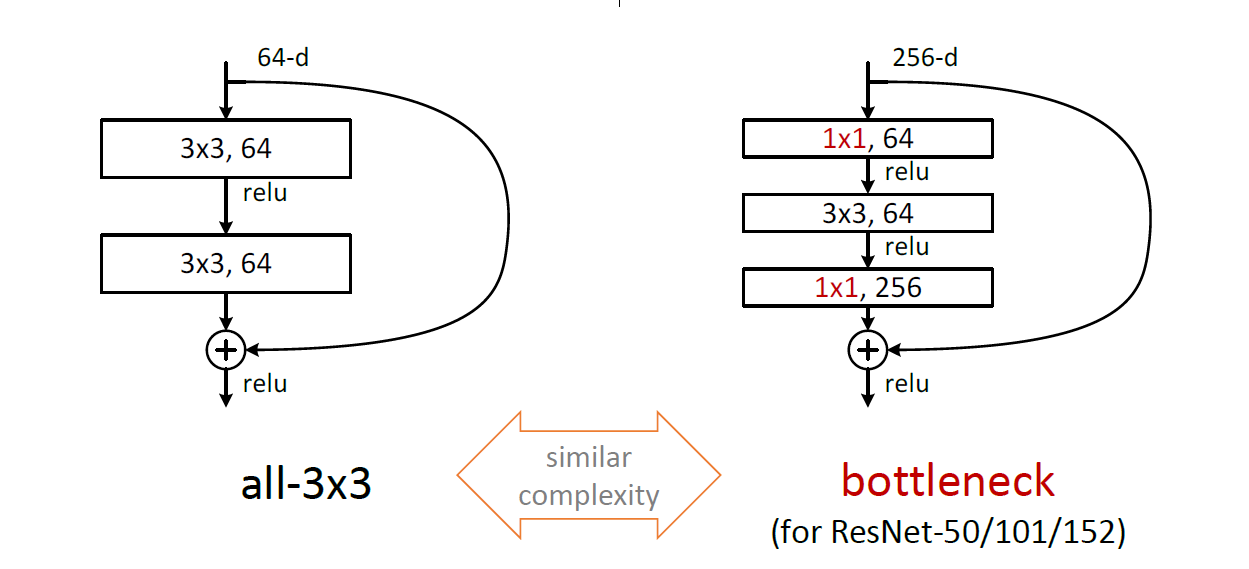 64-d
3x3, 64
relu
3x3, 64
+
relu
all-3x3
similar
complexity
256-d
1x1, 64
relu
3x3, 64
relu
1x1, 256
+
relu
bottleneck
(for ResNet-50/101/152)